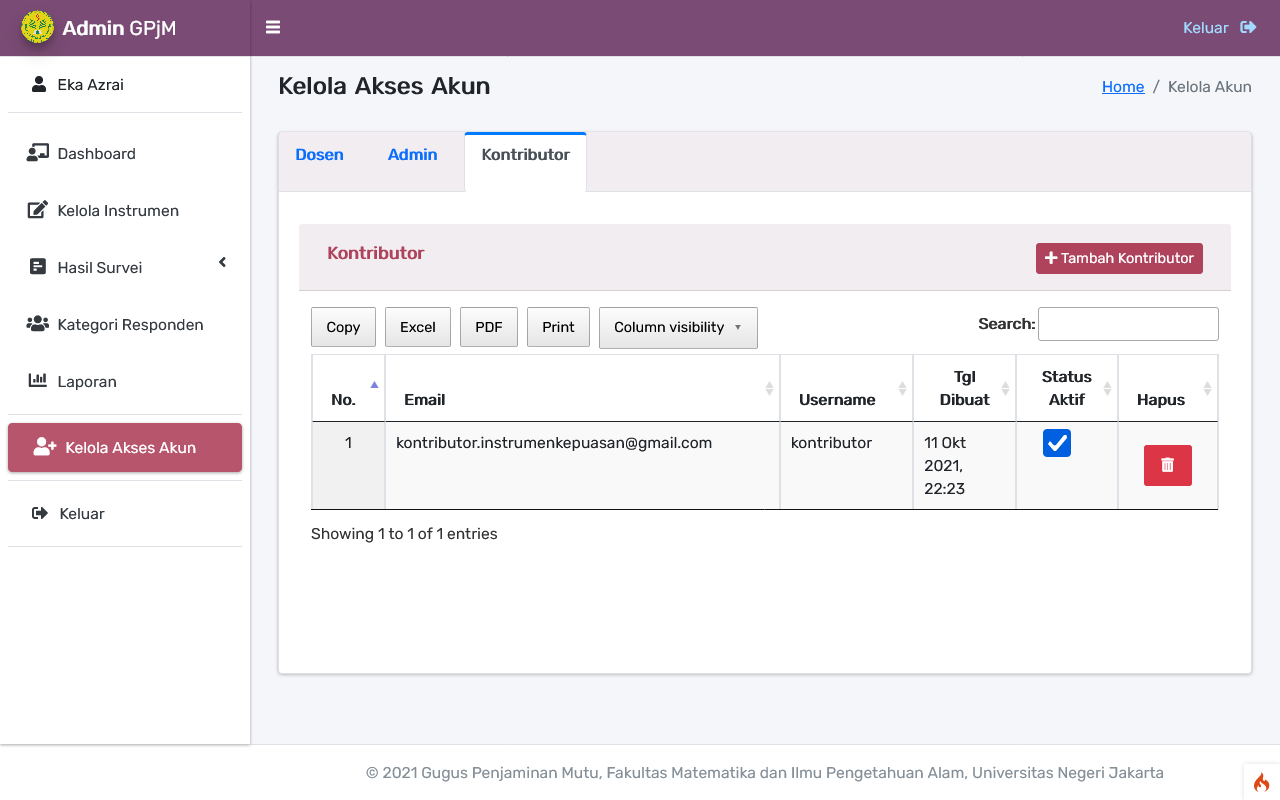 Admin GPjM
Keluar
Eka Azrai
Dashboard
Kelola Instrumen
Hasil Survei
Kategori Responden
Laporan
Kelola Akses Akun
Keluar
Kelola Akses Akun
Home / Kelola Akun
Dosen Admin Kontributor
Kontributor
Tambah Kontributor
Copy Excel PDF Print Column visibility
Search:
No. Email Username Tgl Dibuat Status Aktif Hapus
1 kontributor.instrumenkepuasan@gmail.com kontributor 11 Okt 2021, 22:23
Showing 1 to 1 of 1 entries
© 2021 Gugus Penjaminan Mutu, Fakultas Matematika dan Ilmu Pengetahuan Alam, Universitas Negeri Jakarta